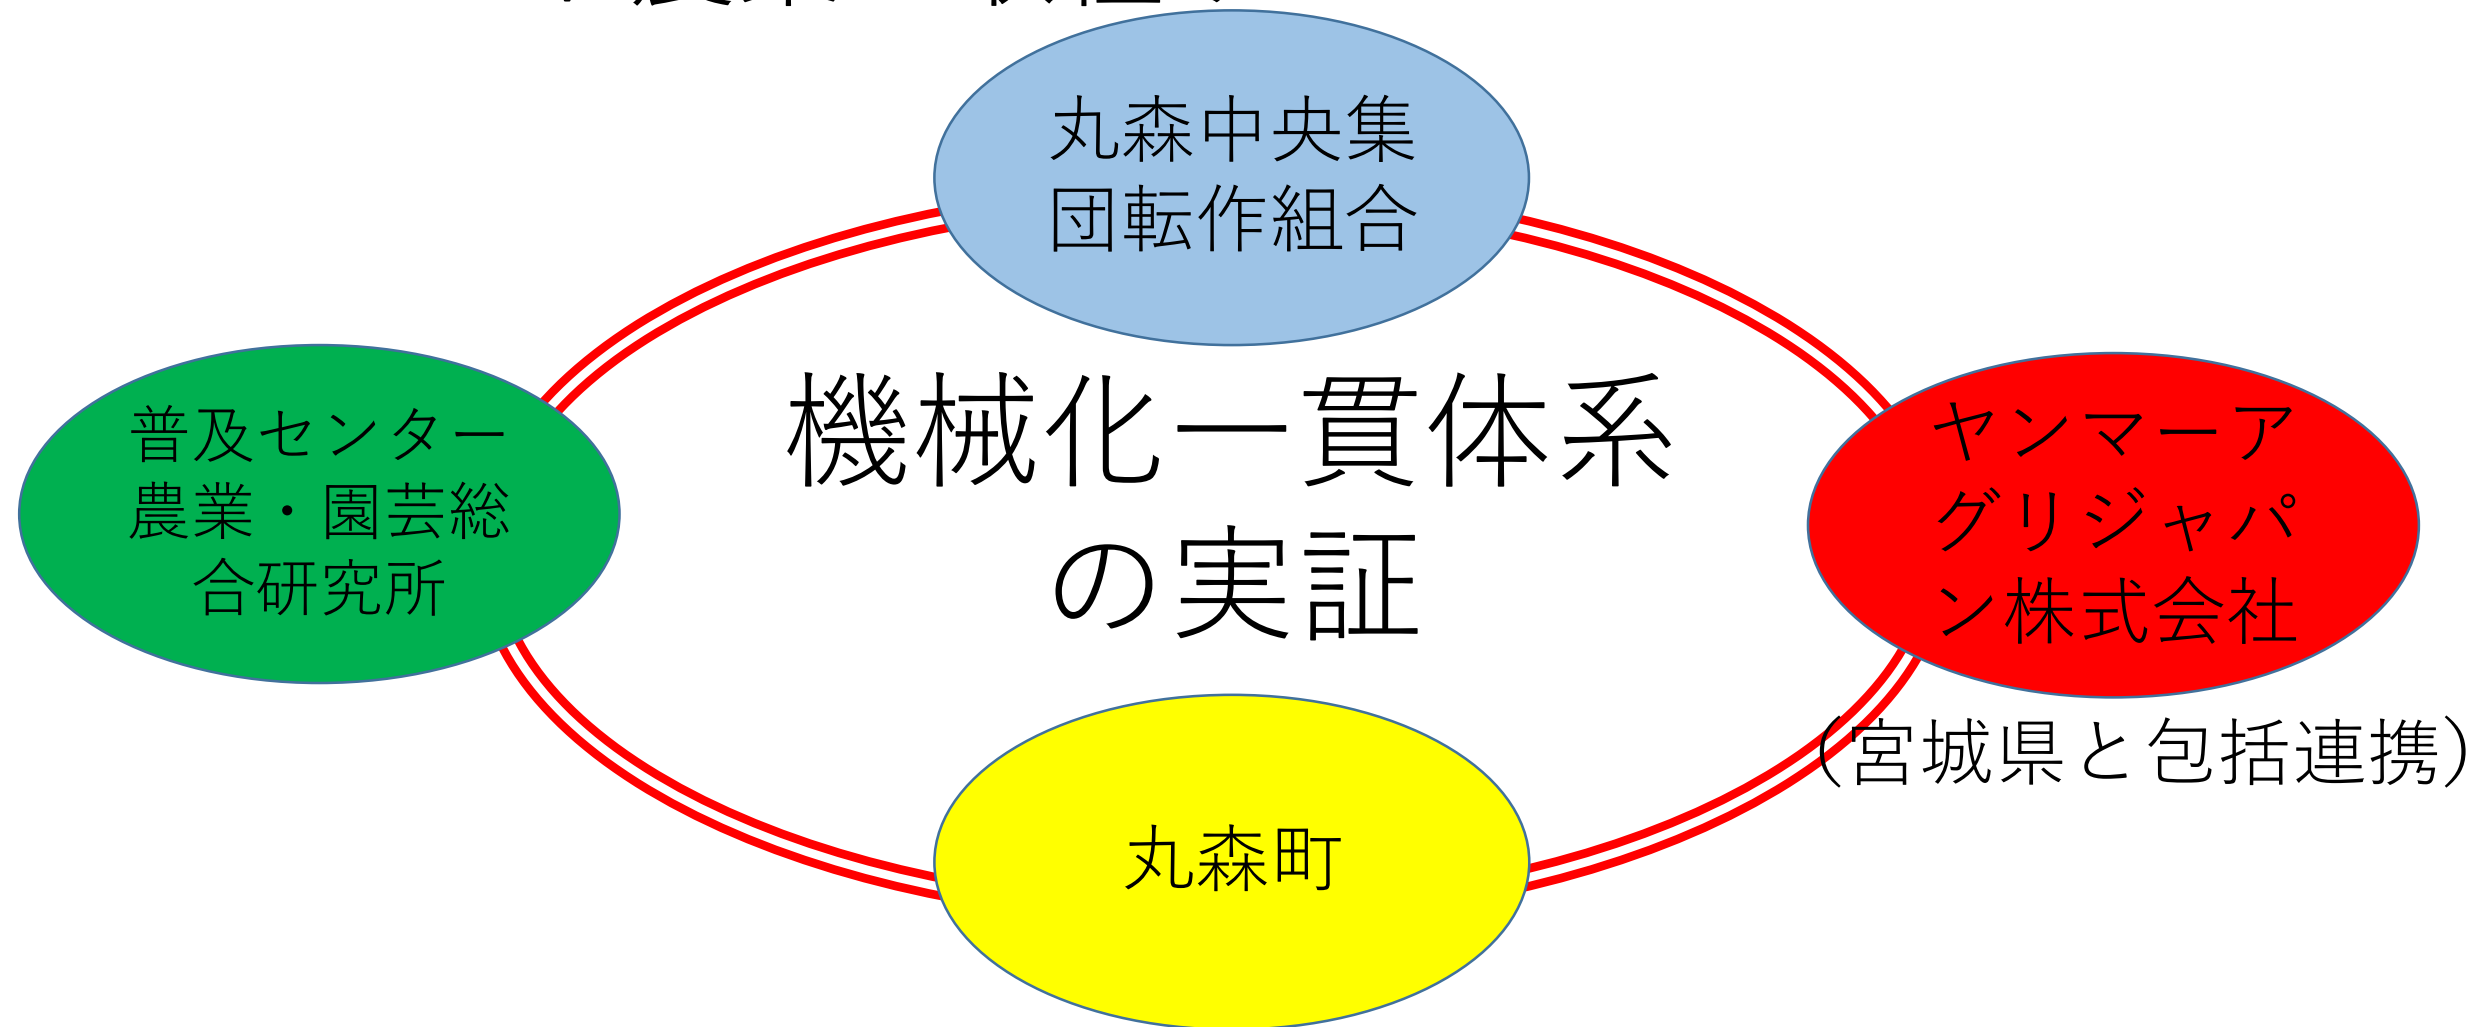 丸森中央集
団転作組合
機械化一貫体系
の実証
普及センター
農業・園芸総
合研究所
ヤンマーア
グリジャパ
ン株式会社
(宮城県と包括連携)
丸森町